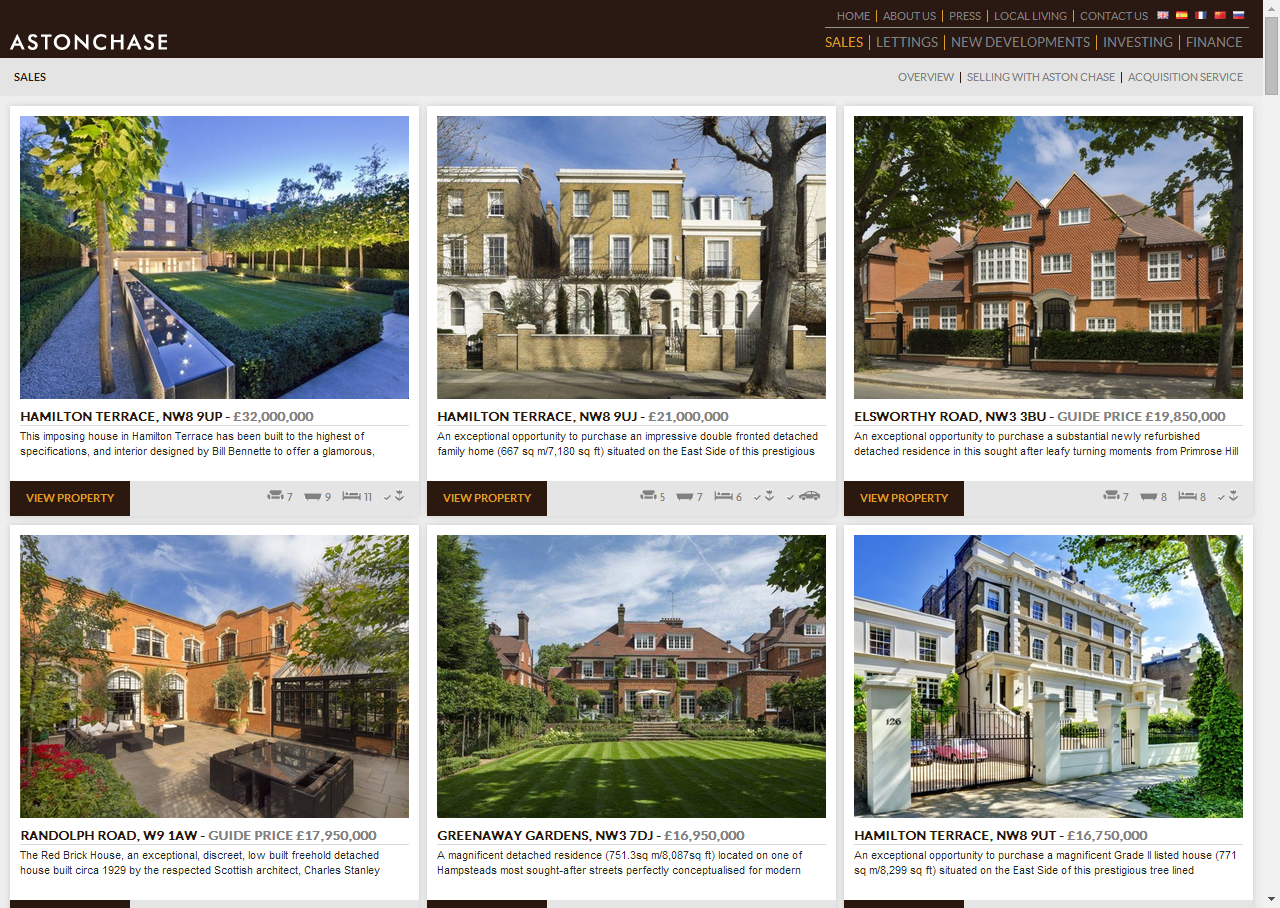 HOME | ABOUT US | PRESS | LOCAL LIVING | CONTACT US
ASTONCHASE
SALES | LETTINGS | NEW DEVELOPMENTS | INVESTING | FINANCE
SALES
OVERVIEW | SELLING WITH ASTON CHASE | ACQUISITION SERVICE
HAMILTON TERRACE, NW8 9UP - £32,000,000
This imposing house in Hamilton Terrace has been built to the highest of
specifications, and interior designed by Bill Bennette to offer a glamorous,
VIEW PROPERTY
7 9 11
HAMILTON TERRACE, NW8 9UJ - £21,000,000
An exceptional opportunity to purchase an impressive double fronted detached
family home (667 sq m/7,180 sq ft) situated on the East Side of this prestigious
VIEW PROPERTY
5 7 6
ELSWORTHY ROAD, NW3 3BU - GUIDE PRICE £19,850,000
An exceptional opportunity to purchase a substantial newly refurbished
detached residence in this sought after leafy turning moments from Primrose Hill
VIEW PROPERTY
7 8 8
RANDOLPH ROAD, W9 1AW - GUIDE PRICE £17,950,000
The Red Brick House, an exceptional, discreet, low built freehold detached
house built circa 1929 by the respected Scottish architect, Charles Stanley
GREENAWAY GARDENS, NW3 7DJ - £16,950,000
A magnificent detached residence (751.3sq m/8,087sq ft) located on one of
Hampsteads most sought-after streets perfectly conceptualised for modern
126
HAMILTON TERRACE, NW8 9UT - £16,750,000
An exceptional opportunity to purchase a magnificent Grade II listed house (771
sq m/8,299 sq ft) situated on the East Side of this prestigious tree lined